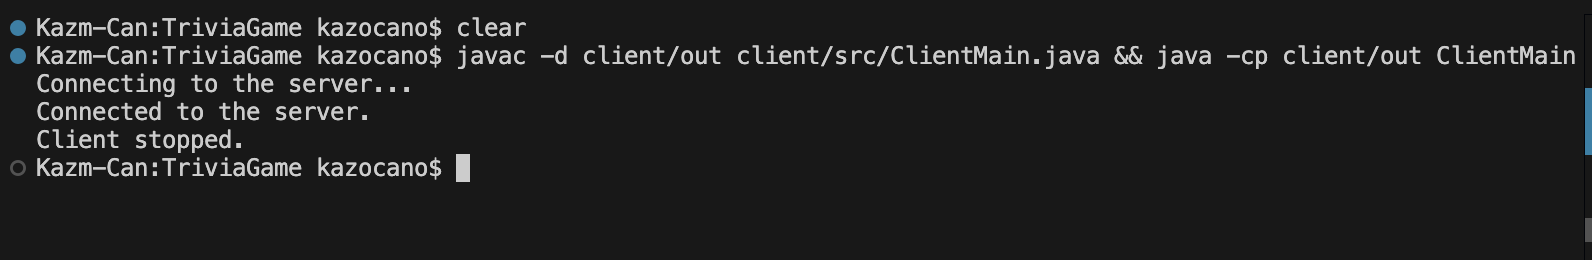 Kazm-Can:TriviaGame kazocano$ clear
Kazm-Can:TriviaGame kazocano$ javac -d client/out client/src/ClientMain.java && java -cp client/out ClientMain
Connecting to the server...
Connected to the server.
Client stopped.
Kazm-Can:TriviaGame kazocano$